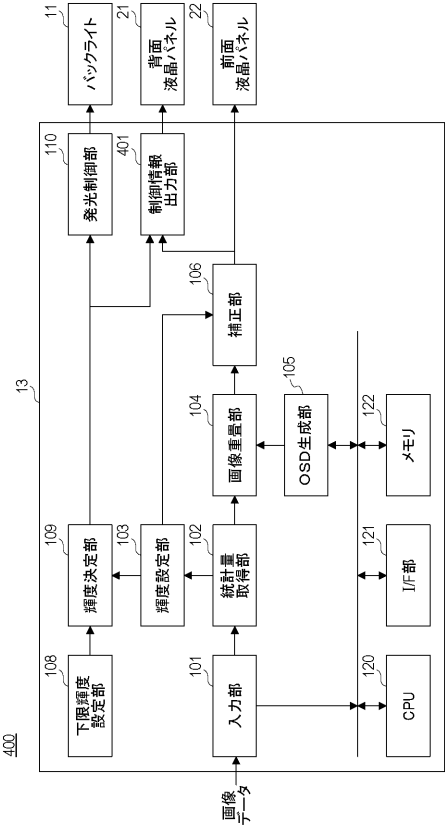 400
13
画像
データ
108
下限輝度
設定部
109
輝度決定部
110
発光制御部
11
バックライト
103
輝度設定部
401
制御情報
出力部
21
背面
液晶パネル
101
入力部
102
統計量
取得部
104
画像重畳部
106
補正部
22
前面
液晶パネル
105
OSD生成部
120
CPU
121
I/F部
122
メモリ